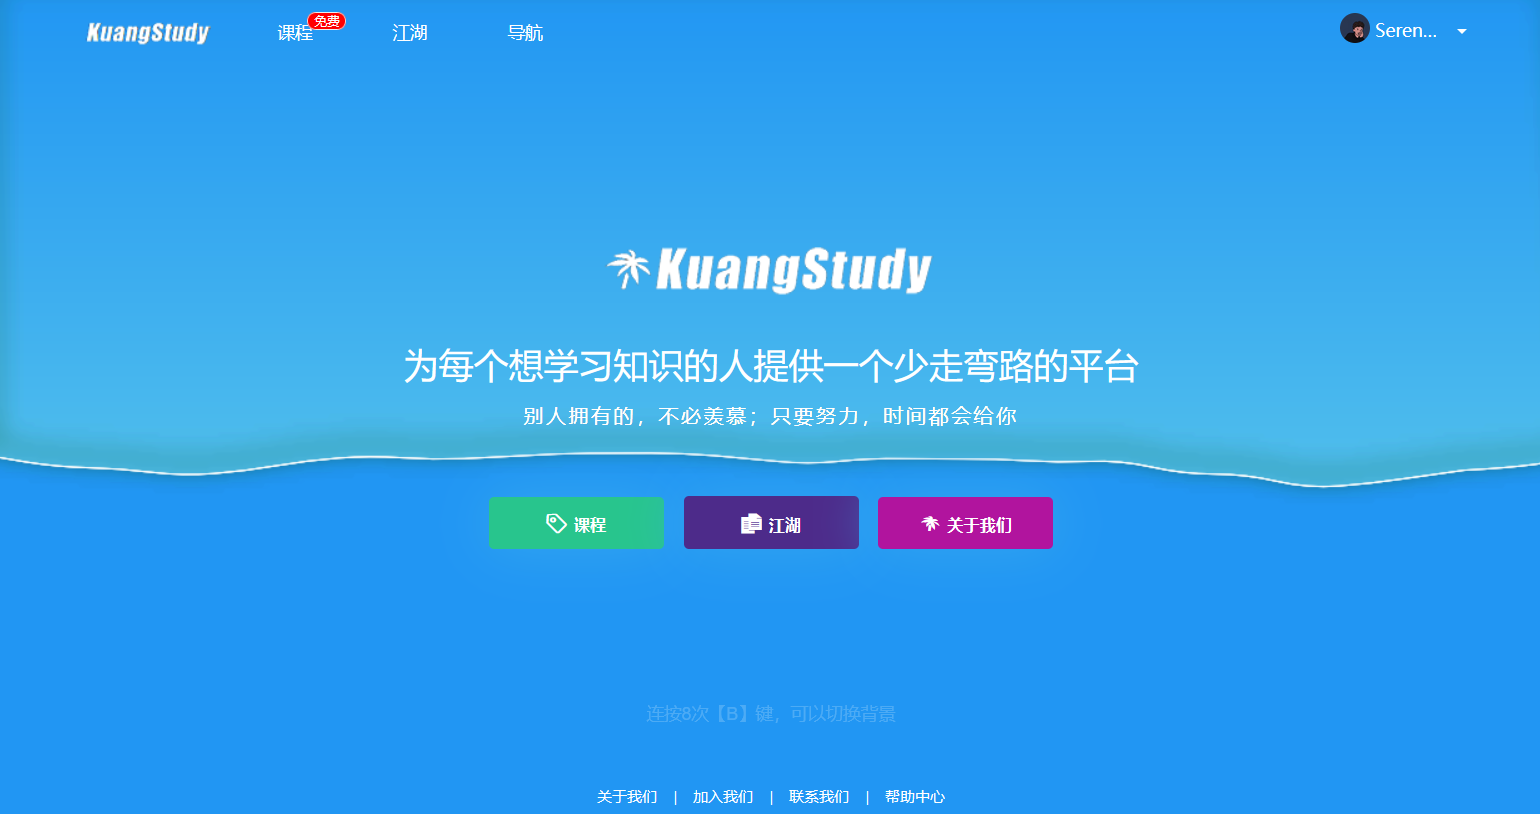 KuangStudy 课程 免费 江湖 导航 Seren...
KuangStudy
为每个想学习知识的人提供一个少走弯路的平台
别人拥有的，不必羡慕；只要努力，时间都会给你
课程 江湖 关于我们
连按8次【B】键，可以切换背景
关于我们 | 加入我们 | 联系我们 | 帮助中心